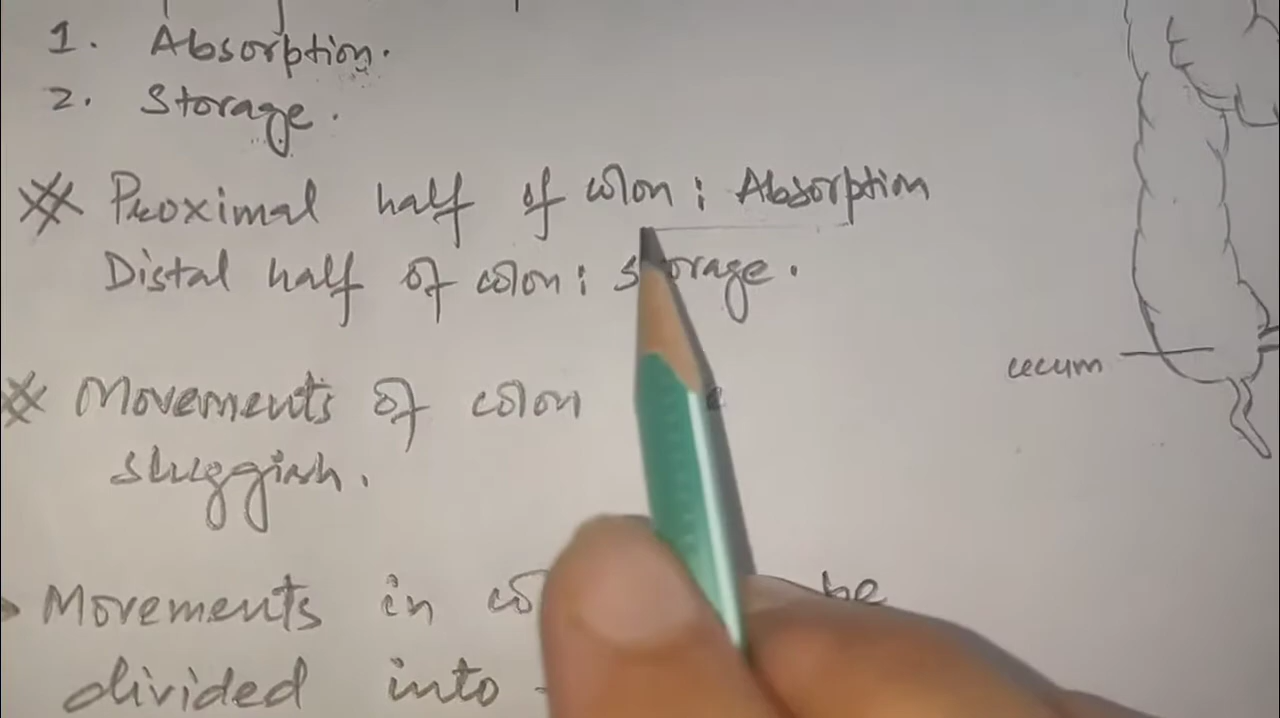 1. Absorption.
2. Storage.
** Proximal half of colon : Absorption
Distal half of colon : Storage.
* Movements of colon
sluggish.
cecum
Movements in be
divided into